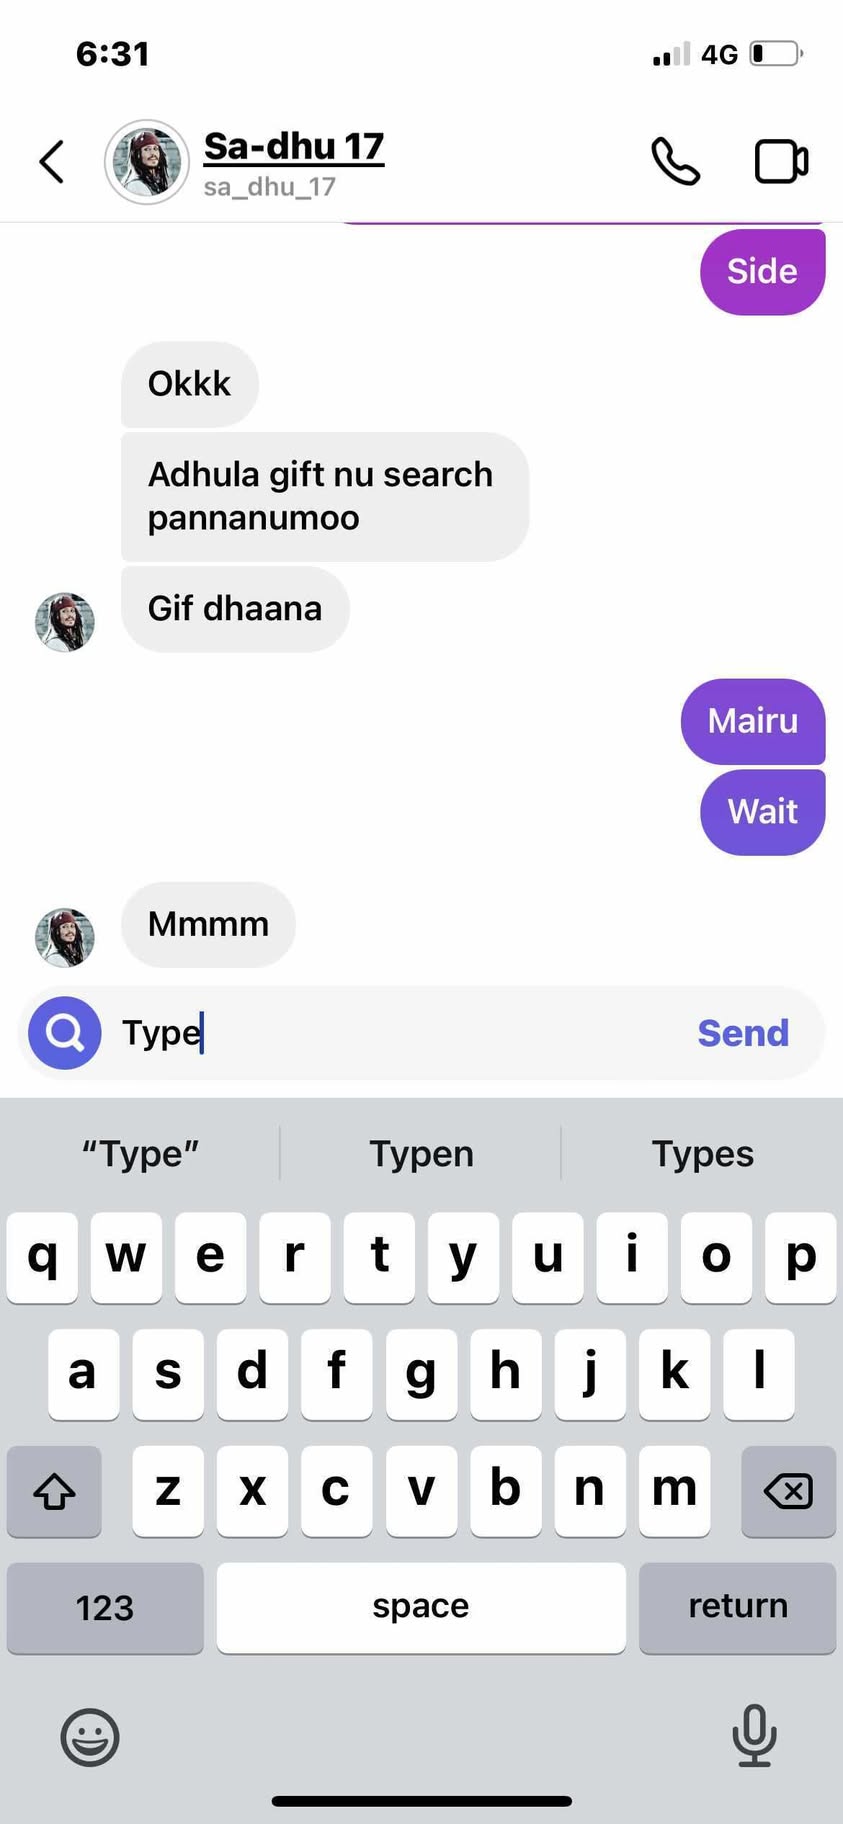 6:31
4G
Sa-dhu 17
sa_dhu_17
Side
Okkk
Adhula gift nu search
pannanumoo
Gif dhaana
Mairu
Wait
Mmmm
Type
Send
“Type”
Typen
Types
q w e r t y u i o p
a s d f g h j k l
z x c v b n m
123
space
return